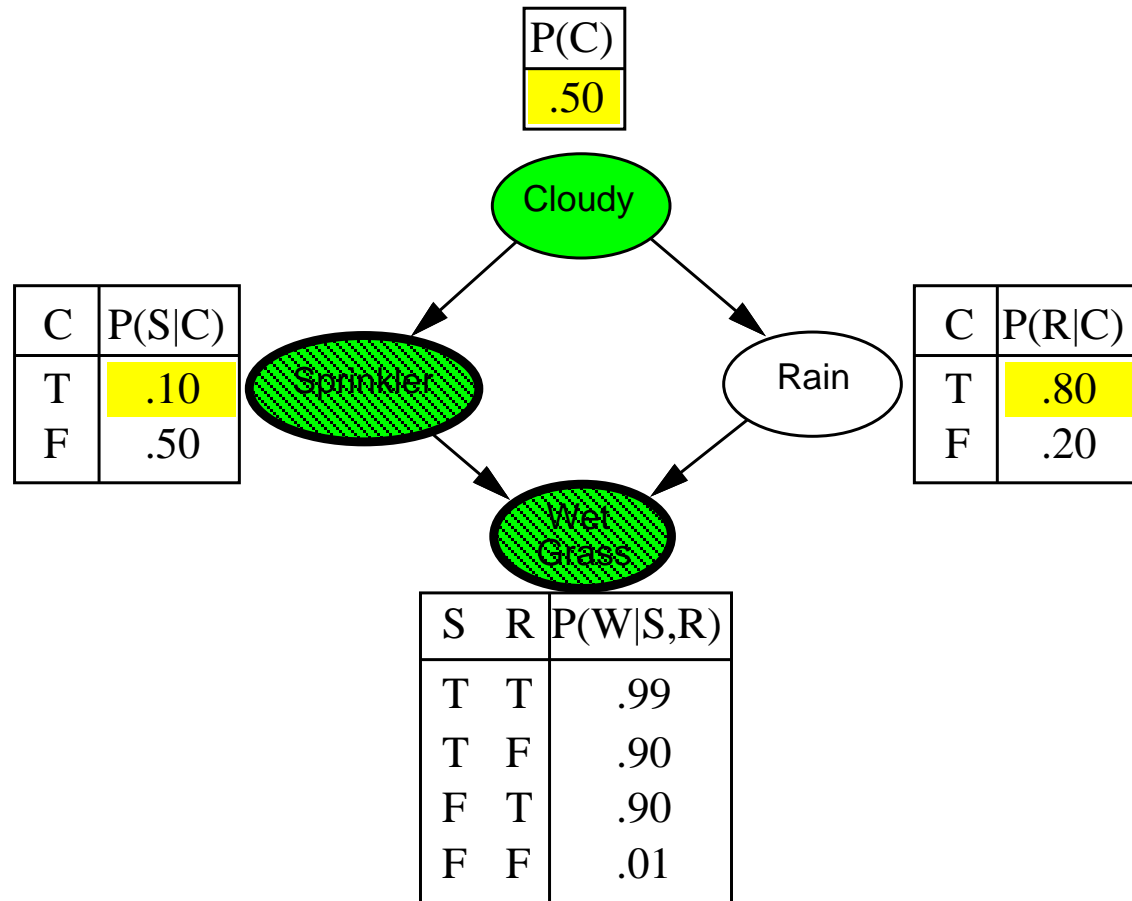 P(C)
.50
Cloudy
C P(S|C)
T .10
F .50
Sprinkler
Rain
C P(R|C)
T .80
F .20
Wet
Grass
S R P(W|S,R)
T T .99
T F .90
F T .90
F F .01